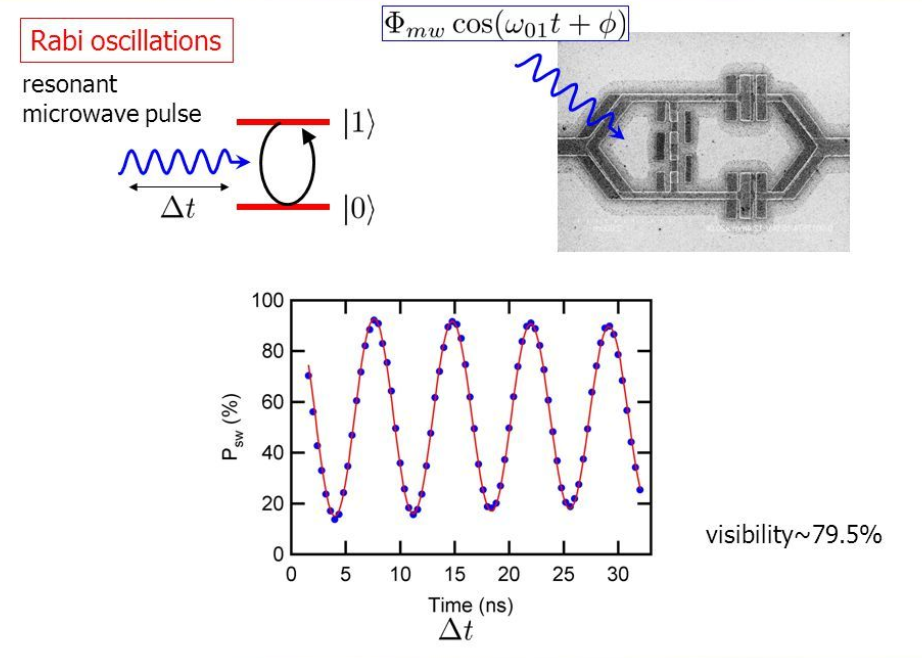 Rabi oscillations
resonant
microwave pulse
Δt
|1⟩
|0⟩
Φ_mw cos(ω_01 t + ϕ)
P_sw (%)
100
80
60
40
20
0
0 5 10 15 20 25 30
Time (ns)
Δt
visibility~79.5%